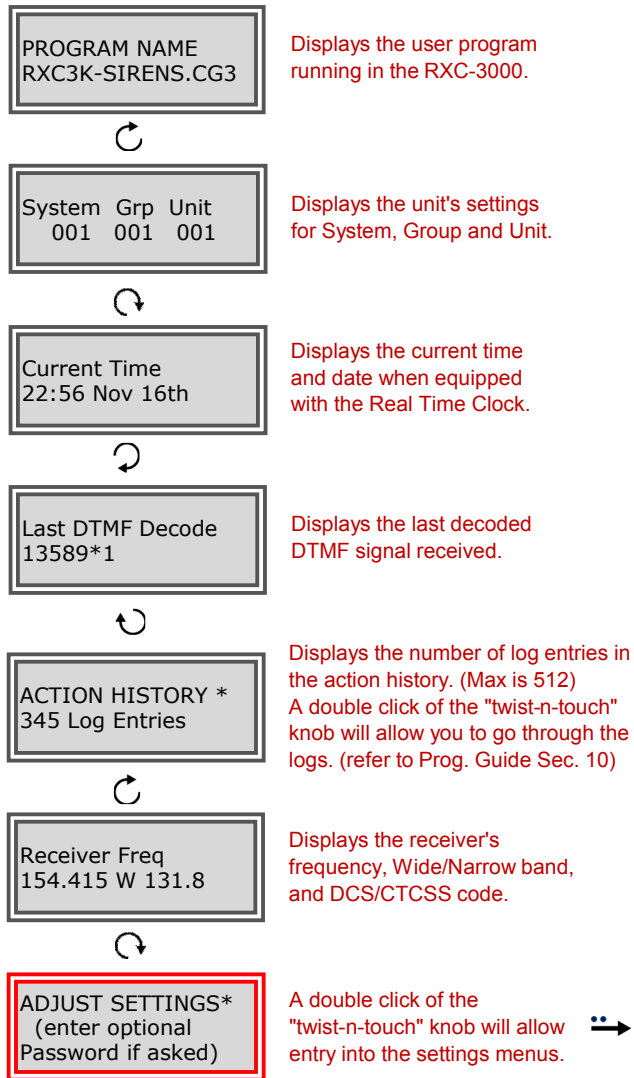 PROGRAM NAME
RXC3K-SIRENS.CG3
Displays the user program
running in the RXC-3000.
System Grp Unit
001 001 001
Displays the unit's settings
for System, Group and Unit.
Current Time
22:56 Nov 16th
Displays the current time
and date when equipped
with the Real Time Clock.
Last DTMF Decode
13589*1
Displays the last decoded
DTMF signal received.
ACTION HISTORY *
345 Log Entries
Displays the number of log entries in
the action history. (Max is 512)
A double click of the "twist-n-touch"
knob will allow you to go through the
logs. (refer to Prog. Guide Sec. 10)
Receiver Freq
154.415 W 131.8
Displays the receiver's
frequency, Wide/Narrow band,
and DCS/CTCSS code.
ADJUST SETTINGS*
(enter optional
Password if asked)
A double click of the
"twist-n-touch" knob will allow
entry into the settings menus.